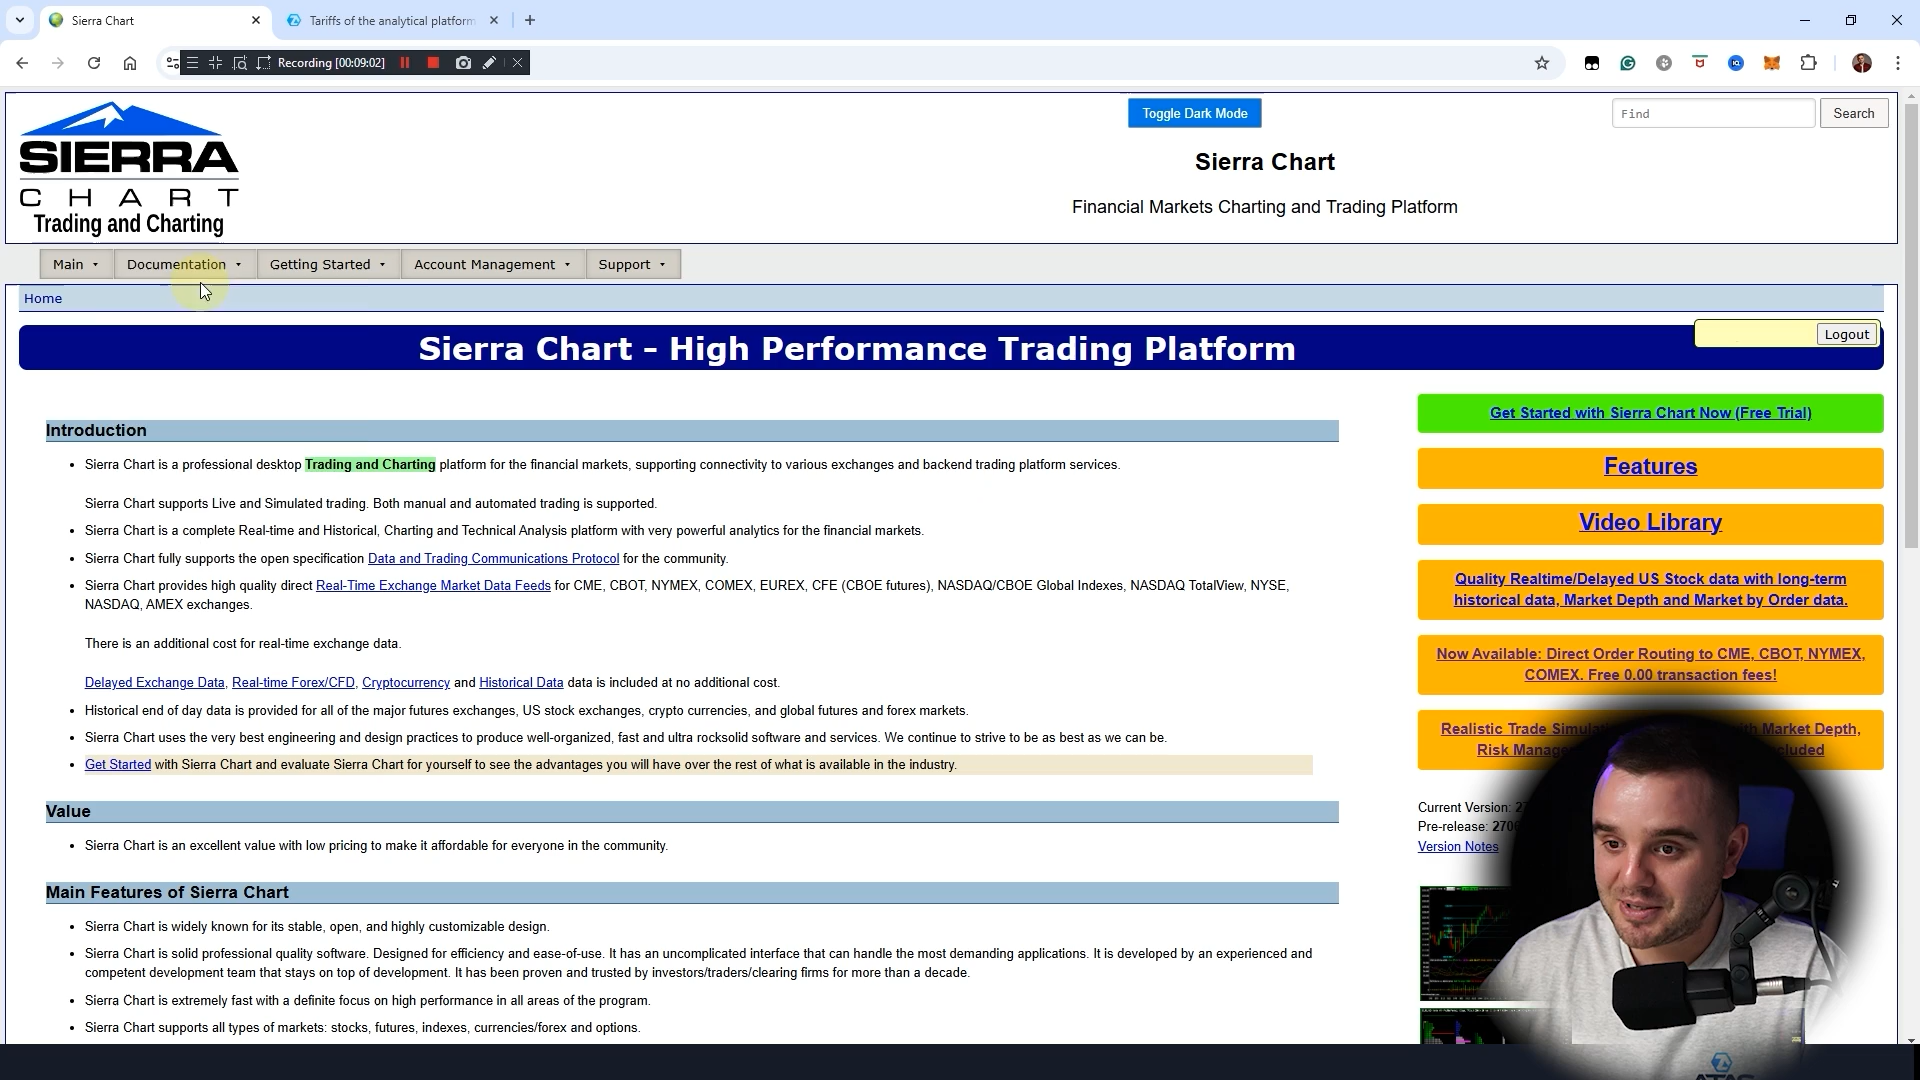 Sierra Chart
Tariffs of the analytical platform
Recording [00:09:02]
SIERRA
CHART
Trading and Charting
Toggle Dark Mode
Find
Search
Sierra Chart
Financial Markets Charting and Trading Platform
Main
Documentation
Getting Started
Account Management
Support
Home
Sierra Chart - High Performance Trading Platform
Logout
Introduction
Sierra Chart is a professional desktop Trading and Charting platform for the financial markets, supporting connectivity to various exchanges and backend trading platform services.
Sierra Chart supports Live and Simulated trading. Both manual and automated trading is supported.
Sierra Chart is a complete Real-time and Historical, Charting and Technical Analysis platform with very powerful analytics for the financial markets.
Sierra Chart fully supports the open specification Data and Trading Communications Protocol for the community.
Sierra Chart provides high quality direct Real-Time Exchange Market Data Feeds for CME, CBOT, NYMEX, COMEX, EUREX, CFE (CBOE futures), NASDAQ/CBOE Global Indexes, NASDAQ TotalView, NYSE,
NASDAQ, AMEX exchanges.
There is an additional cost for real-time exchange data.
Delayed Exchange Data, Real-time Forex/CFD, Cryptocurrency and Historical Data data is included at no additional cost.
Historical end of day data is provided for all of the major futures exchanges, US stock exchanges, crypto currencies, and global futures and forex markets.
Sierra Chart uses the very best engineering and design practices to produce well-organized, fast and ultra rocksolid software and services. We continue to strive to be as best as we can be.
Get Started with Sierra Chart and evaluate Sierra Chart for yourself to see the advantages you will have over the rest of what is available in the industry.
Value
Sierra Chart is an excellent value with low pricing to make it affordable for everyone in the community.
Main Features of Sierra Chart
Sierra Chart is widely known for its stable, open, and highly customizable design.
Sierra Chart is solid professional quality software. Designed for efficiency and ease-of-use. It has an uncomplicated interface that can handle the most demanding applications. It is developed by an experienced and
competent development team that stays on top of development. It has been proven and trusted by investors/traders/clearing firms for more than a decade.
Sierra Chart is extremely fast with a definite focus on high performance in all areas of the program.
Sierra Chart supports all types of markets: stocks, futures, indexes, currencies/forex and options.
Get Started with Sierra Chart Now (Free Trial)
Features
Video Library
Quality Realtime/Delayed US Stock data with long-term
historical data, Market Depth and Market by Order data.
Now Available: Direct Order Routing to CME, CBOT, NYMEX,
COMEX. Free 0.00 transaction fees!
Realistic Trade Market Depth,
Risk
Current Version:
Pre-release: 2706
Version Notes
ATAS